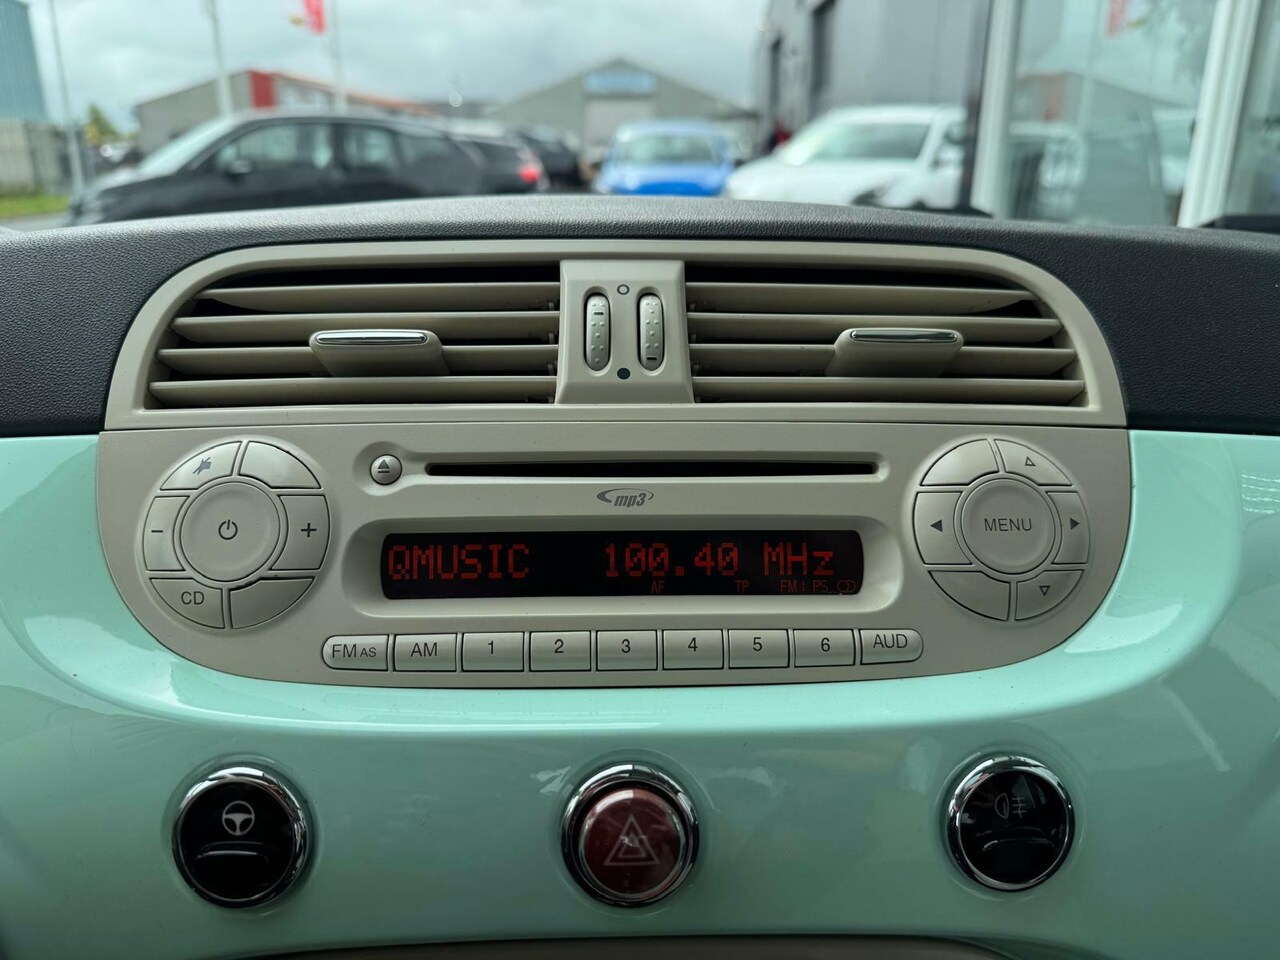 mp3
QMUSIC 100.40 MHz
AF TP FM1 PS
− +
CD
MENU
FM AS AM 1 2 3 4 5 6 AUD